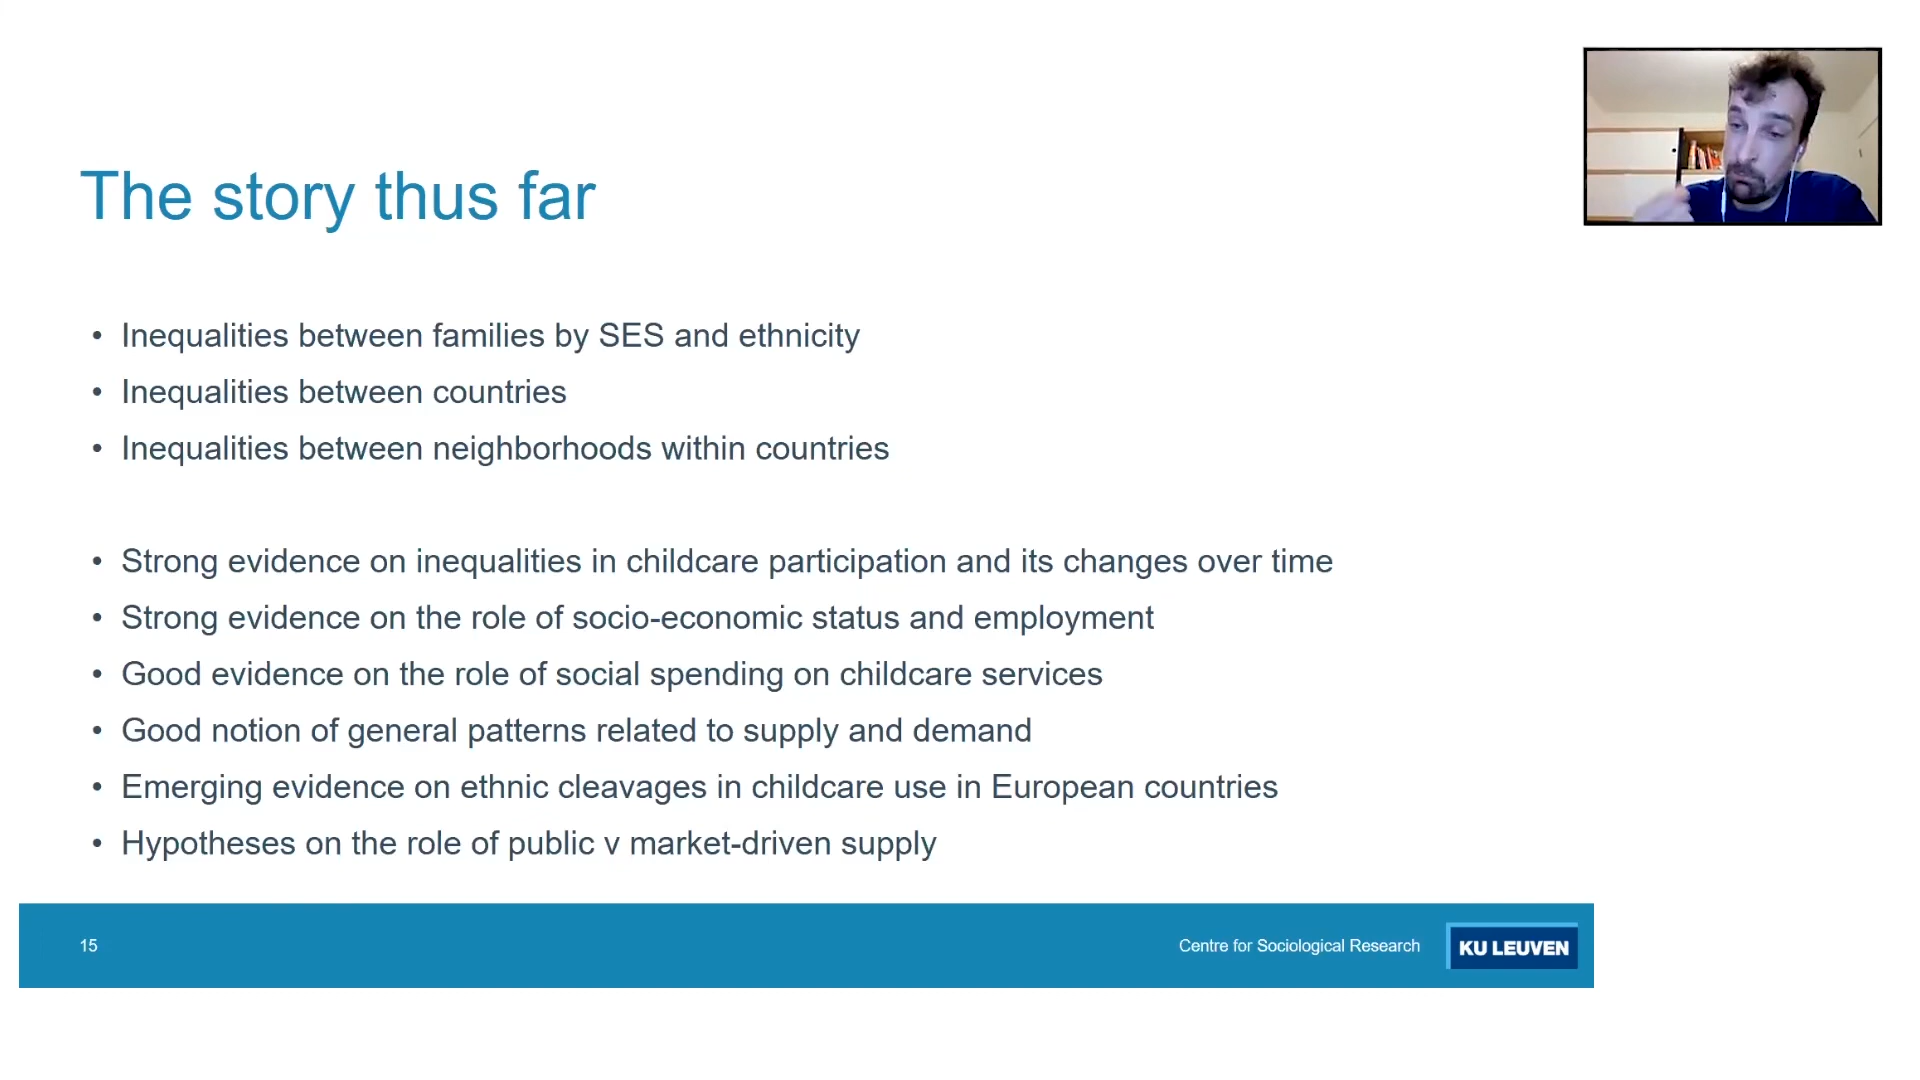 The story thus far
• Inequalities between families by SES and ethnicity
• Inequalities between countries
• Inequalities between neighborhoods within countries
• Strong evidence on inequalities in childcare participation and its changes over time
• Strong evidence on the role of socio-economic status and employment
• Good evidence on the role of social spending on childcare services
• Good notion of general patterns related to supply and demand
• Emerging evidence on ethnic cleavages in childcare use in European countries
• Hypotheses on the role of public v market-driven supply
15
Centre for Sociological Research
KU LEUVEN